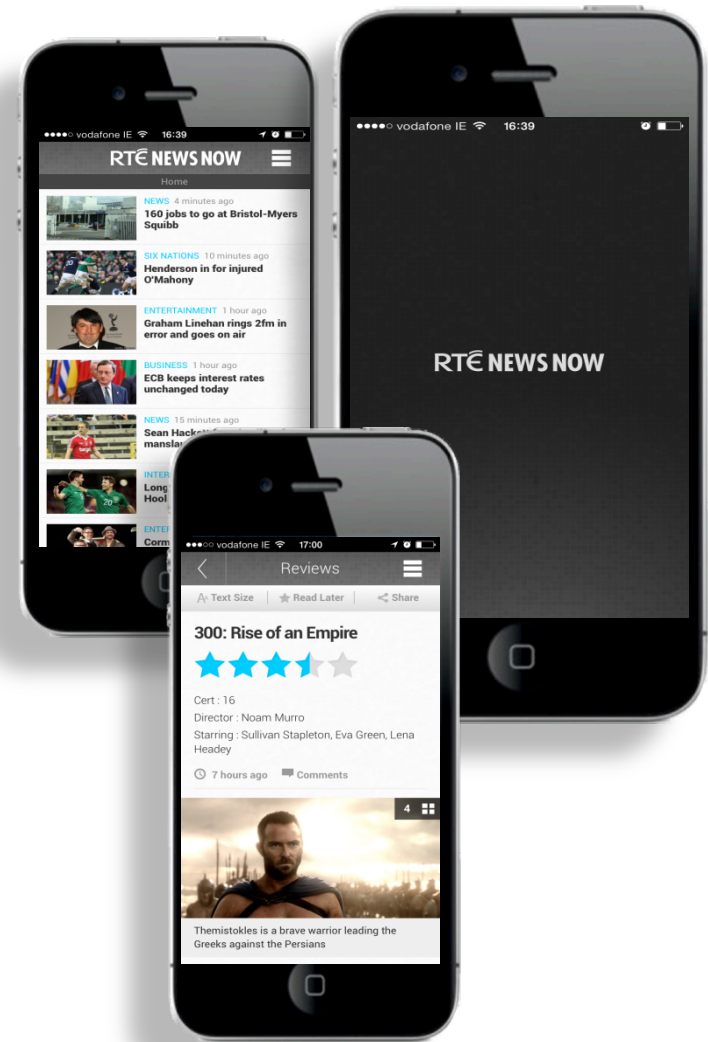 vodafone IE 16:39
RTÉ NEWS NOW
Home
NEWS 4 minutes ago
160 jobs to go at Bristol-Myers
Squibb
SIX NATIONS 10 minutes ago
Henderson in for injured
O'Mahony
ENTERTAINMENT 1 hour ago
Graham Linehan rings 2fm in
error and goes on air
BUSINESS 1 hour ago
ECB keeps interest rates
unchanged today
NEWS 15 minutes ago
Sean
Long
vodafone IE 16:39
RTÉ NEWS NOW
vodafone IE 17:00
Reviews
A Text Size Read Later Share
300: Rise of an Empire
Cert : 16
Director : Noam Murro
Starring : Sullivan Stapleton, Eva Green, Lena
Headey
7 hours ago Comments
4
Themistokles is a brave warrior leading the
Greeks against the Persians